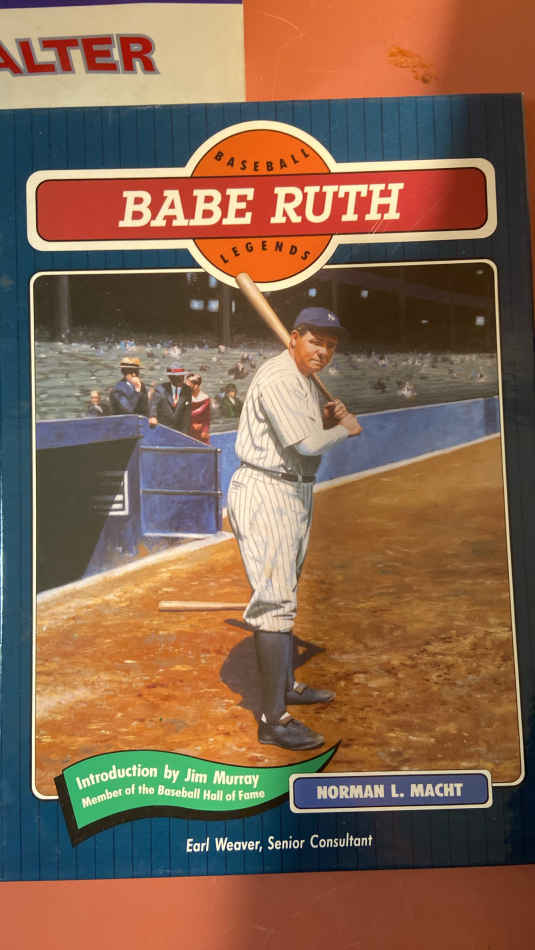 ALTER
BASEBALL
BABE RUTH
LEGENDS
Introduction by Jim Murray
Member of the Baseball Hall of Fame
NORMAN L. MACHT
Earl Weaver, Senior Consultant